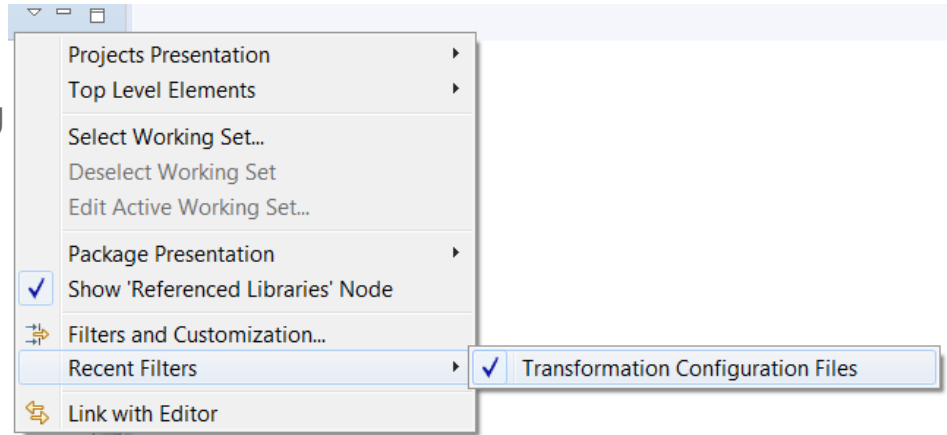 Projects Presentation
Top Level Elements
Select Working Set...
Deselect Working Set
Edit Active Working Set...
Package Presentation
Show 'Referenced Libraries' Node
Filters and Customization...
Recent Filters
Transformation Configuration Files
Link with Editor